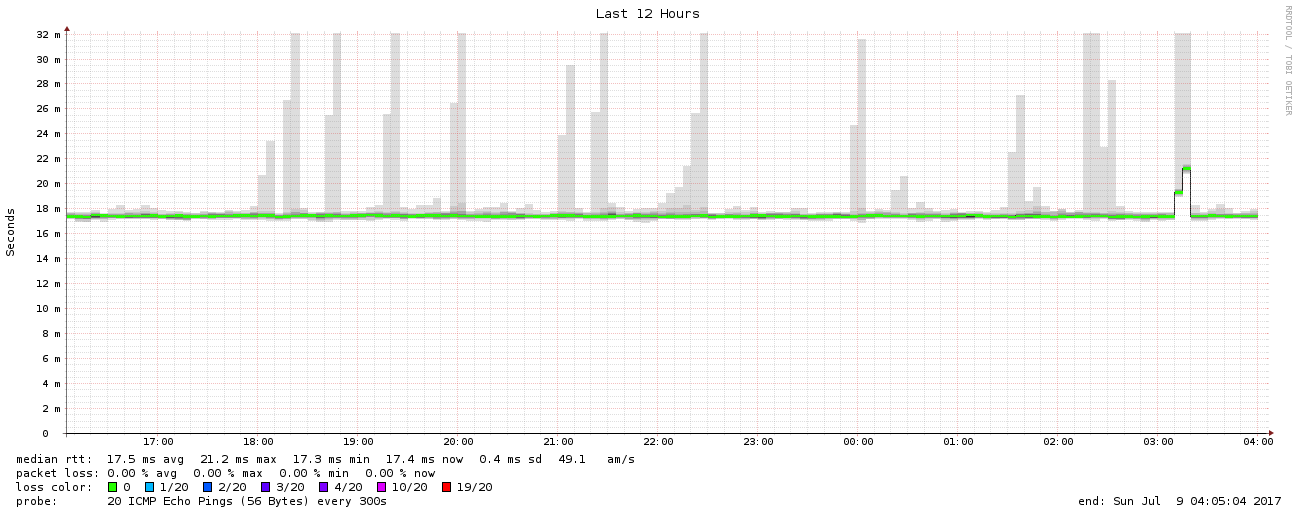 Last 12 Hours
RRDTOOL / TOBI OETIKER
Seconds
32 m
30 m
28 m
26 m
24 m
22 m
20 m
18 m
16 m
14 m
12 m
10 m
8 m
6 m
4 m
2 m
0
17:00 18:00 19:00 20:00 21:00 22:00 23:00 00:00 01:00 02:00 03:00 04:00
median rtt: 17.5 ms avg 21.2 ms max 17.3 ms min 17.4 ms now 0.4 ms sd 49.1 am/s
packet loss: 0.00 % avg 0.00 % max 0.00 % min 0.00 % now
loss color: 0 1/20 2/20 3/20 4/20 10/20 19/20
probe: 20 ICMP Echo Pings (56 Bytes) every 300s end: Sun Jul 9 04:05:04 2017